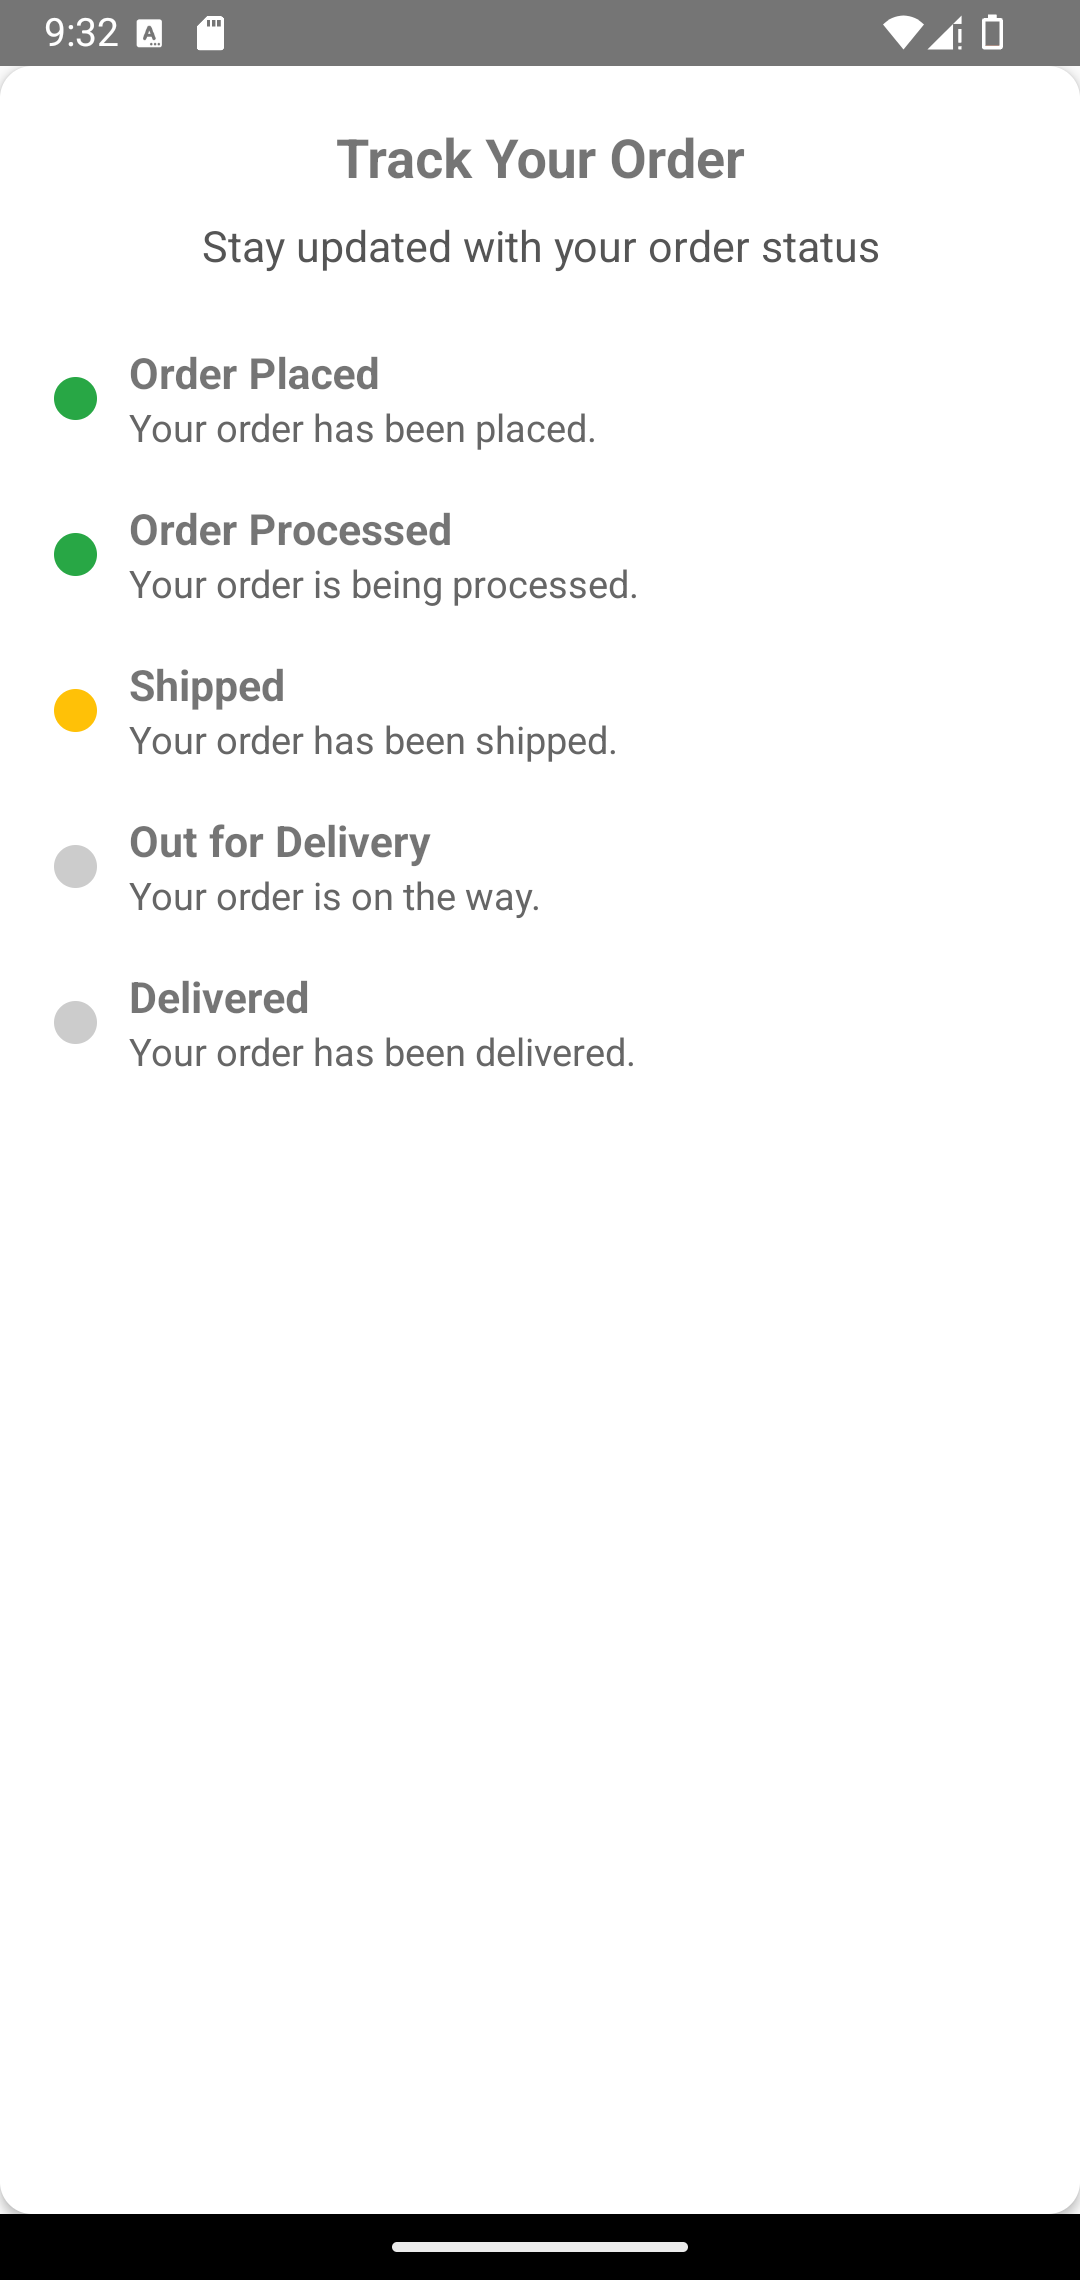 9:32
Track Your Order
Stay updated with your order status
Order Placed
Your order has been placed.
Order Processed
Your order is being processed.
Shipped
Your order has been shipped.
Out for Delivery
Your order is on the way.
Delivered
Your order has been delivered.